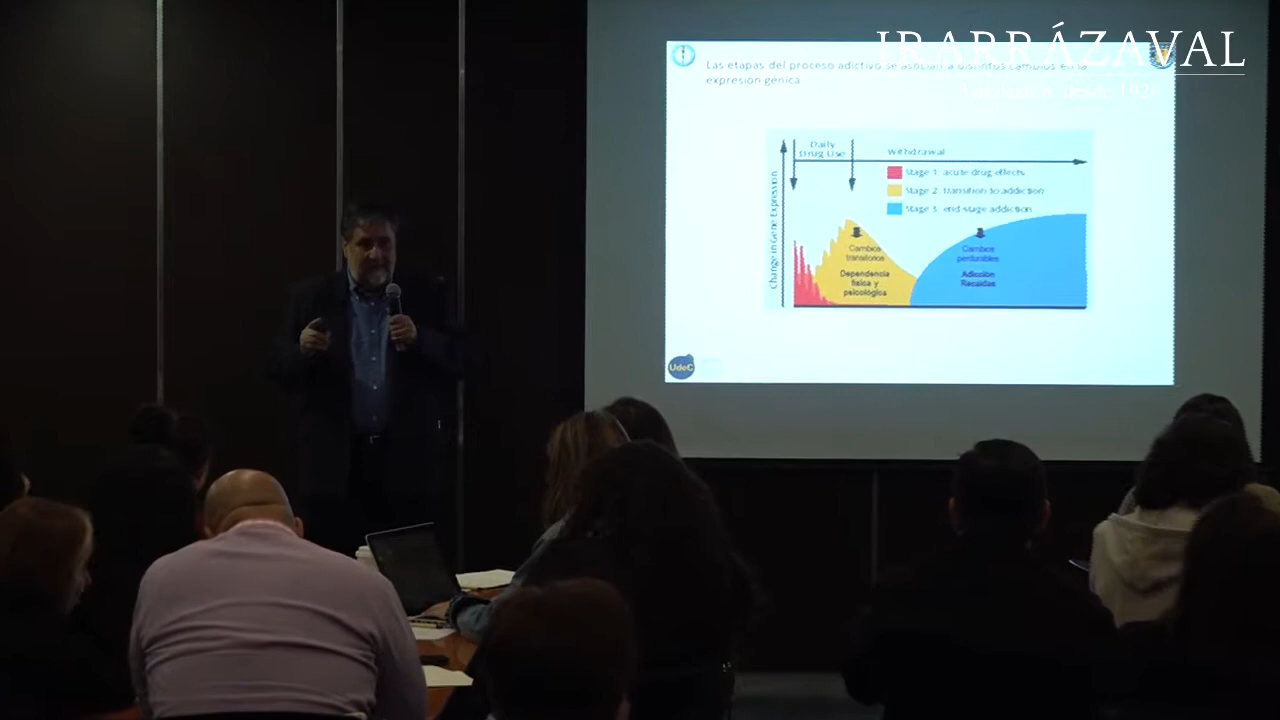 IRARRÁZAVAL
Las etapas del proceso adictivo se asocian a distintos cambios en la
expresión génica
Daily
Drug Use
Withdrawal
Stage 1: acute drug effects
Stage 2: transition to addiction
Stage 3: end-stage addiction
Change in Gene Expression
Cambios
transitorios
Dependencia
física y
psicológica
Cambios
perdurables
Adicción
Recaídas
UdeC